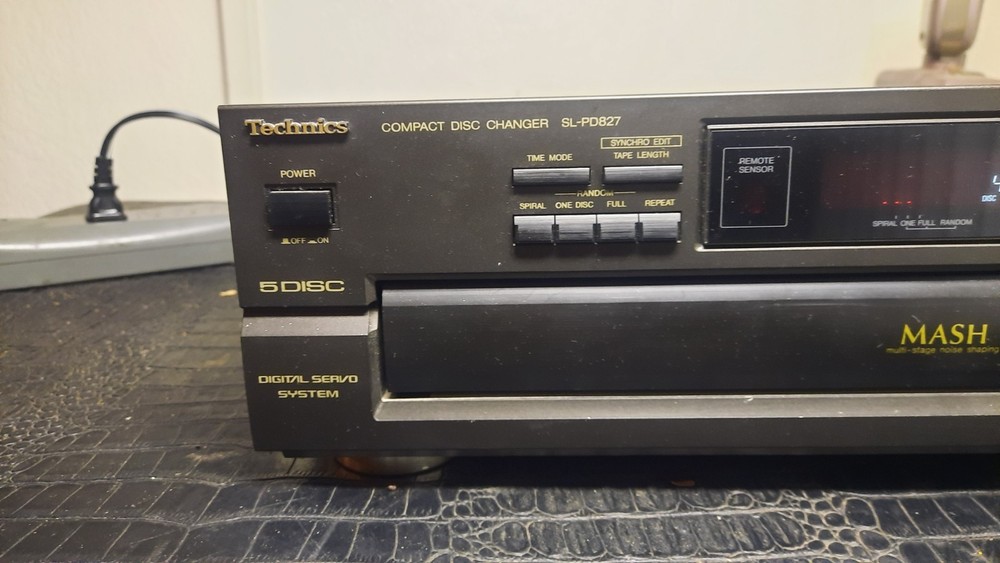 Technics
COMPACT DISC CHANGER SL-PD827
POWER
OFF ON
TIME MODE
SYNCHRO EDIT
TAPE LENGTH
RANDOM
SPIRAL ONE DISC FULL REPEAT
REMOTE
SENSOR
DISC
SPIRAL ONE FULL RANDOM
5 DISC
MASH
multi-stage noise shaping
DIGITAL SERVO
SYSTEM